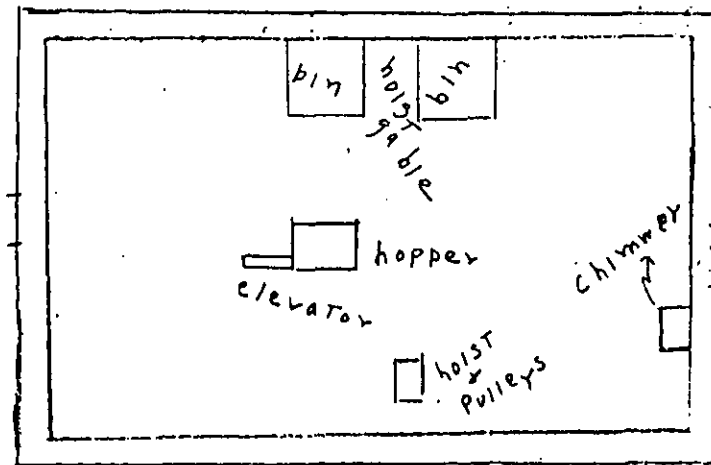 bin
hoist
gable
bin
hopper
elevator
chimney
hoist
+
pulleys